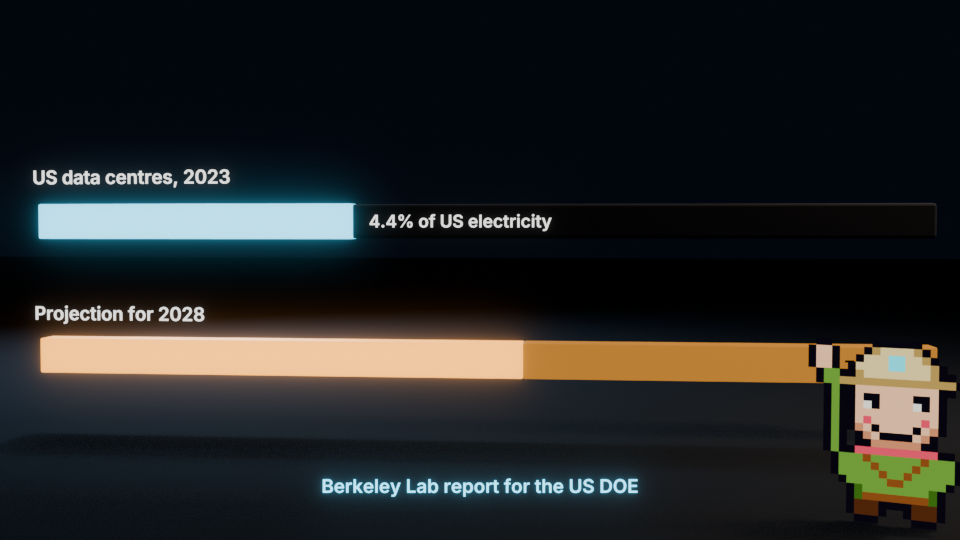 US data centres, 2023
4.4% of US electricity
Projection for 2028
Berkeley Lab report for the US DOE